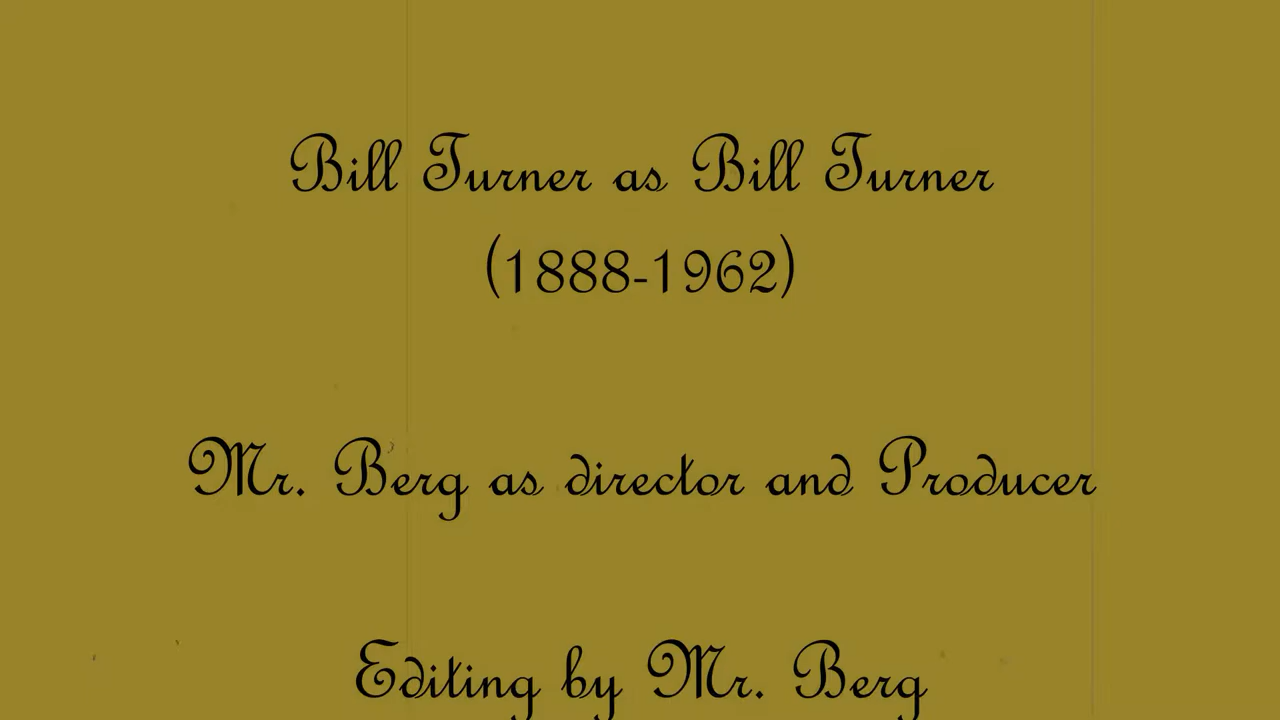 Bill Turner as Bill Turner
(1888-1962)
Mr. Berg as director and Producer
Editing by Mr. Berg